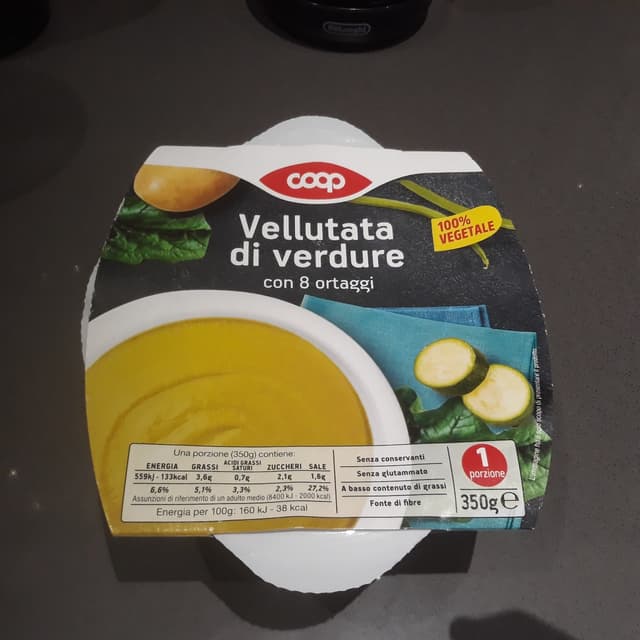 DeLonghi
coop
Vellutata
di verdure
con 8 ortaggi
100%
VEGETALE
Una porzione (350g) contiene:
ENERGIA GRASSI ACIDI GRASSI SATURI ZUCCHERI SALE
559kJ - 133kcal 3,6g 0,7g 2,1g 1,6g
6,6% 5,1% 3,3% 2,3% 27,2%
Assunzioni di riferimento di un adulto medio (8400 kJ - 2000 kcal)
Energia per 100g: 160 kJ - 38 kcal
Senza conservanti
Senza glutammato
A basso contenuto di grassi
Fonte di fibre
1
porzione
350g e